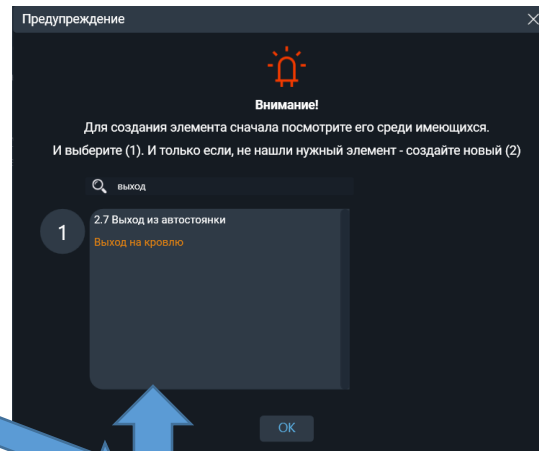 Предупреждение
Внимание!
Для создания элемента сначала посмотрите его среди имеющихся.
И выберите (1). И только если, не нашли нужный элемент - создайте новый (2)
выход
1
2.7 Выход из автостоянки
Выход на кровлю
OK